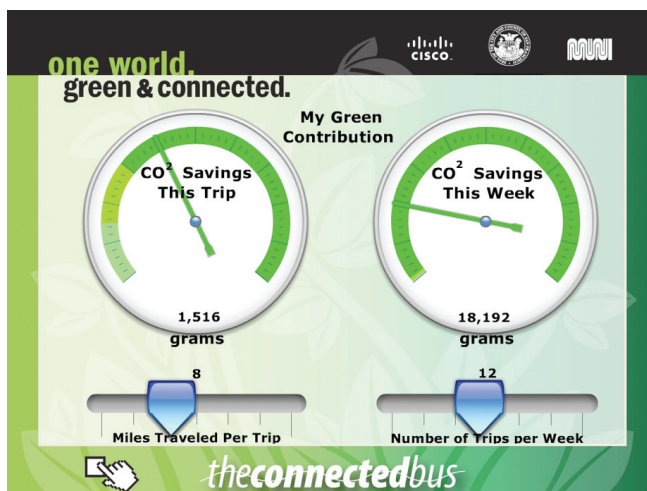 CISCO
MUNI
one world.
green & connected.
My Green
Contribution
CO2 Savings
This Trip
1,516
grams
CO2 Savings
This Week
18,192
grams
8
Miles Traveled Per Trip
12
Number of Trips per Week
theconnectedbus